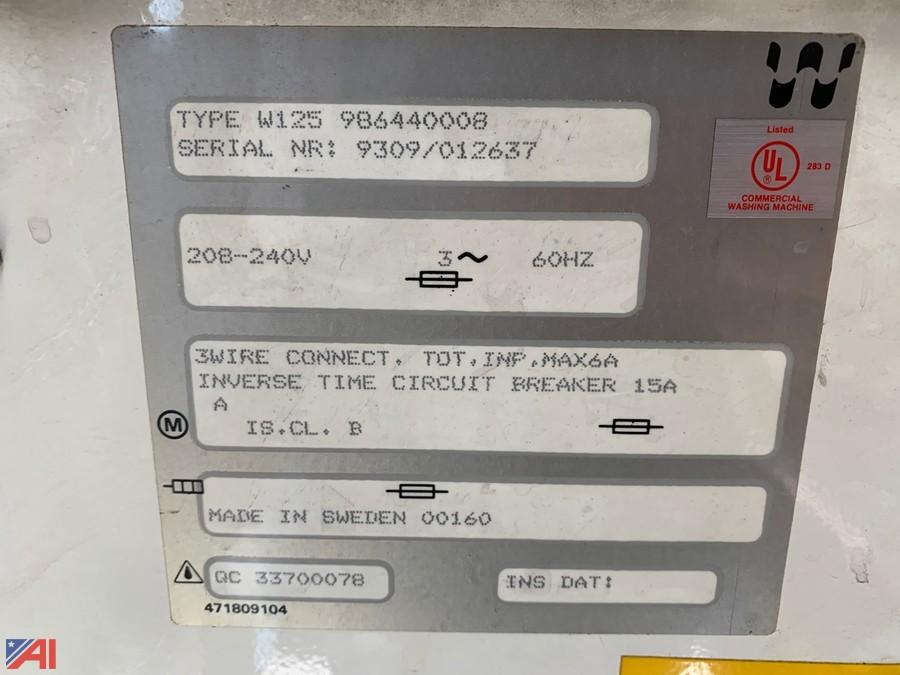 TYPE W125 986440008
SERIAL NR: 9309/012637
Listed
UL
®
283 D
COMMERCIAL
WASHING MACHINE
208-240V 3~ 60HZ
3WIRE CONNECT. TOT.INP.MAX6A
INVERSE TIME CIRCUIT BREAKER 15A
A
M
IS.CL. B
MADE IN SWEDEN 00160
QC 33700078
INS DAT:
471809104
AI